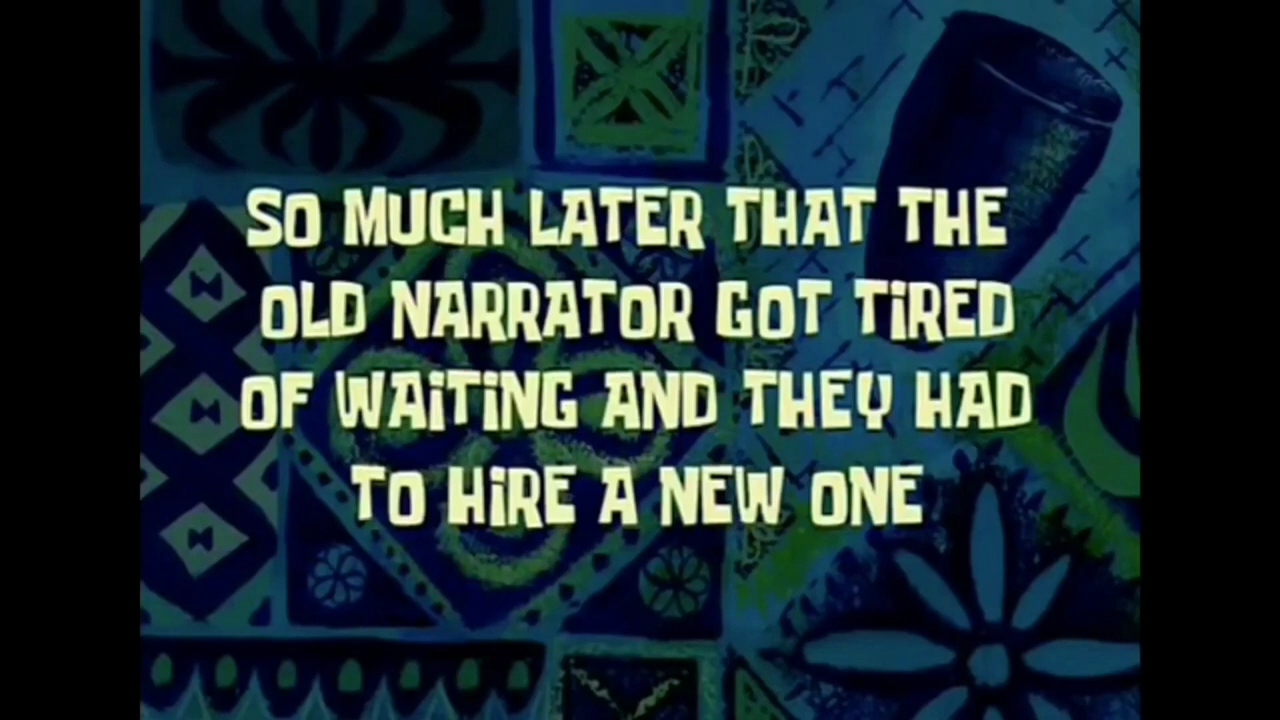 SO MUCH LATER THAT THE
OLD NARRATOR GOT TiRED
OF WAiTiNG AND THEY HAD
TO HiRE A NEW ONE